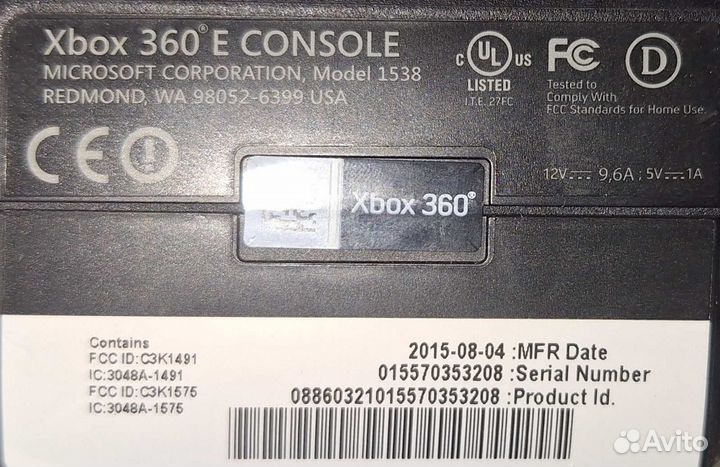 Xbox 360® E CONSOLE
MICROSOFT CORPORATION, Model 1538
REDMOND, WA 98052-6399 USA
C UL US
LISTED
I.T.E. 27FC
FC
Tested to
Comply With
FCC Standards for Home Use
D
CE
12V⎓ 9,6A ; 5V⎓1A
Xbox 360®
Contains
FCC ID:C3K1491
IC:3048A-1491
FCC ID:C3K1575
IC:3048A-1575
2015-08-04 :MFR Date
015570353208 :Serial Number
08860321015570353208 :Product Id.
Avito